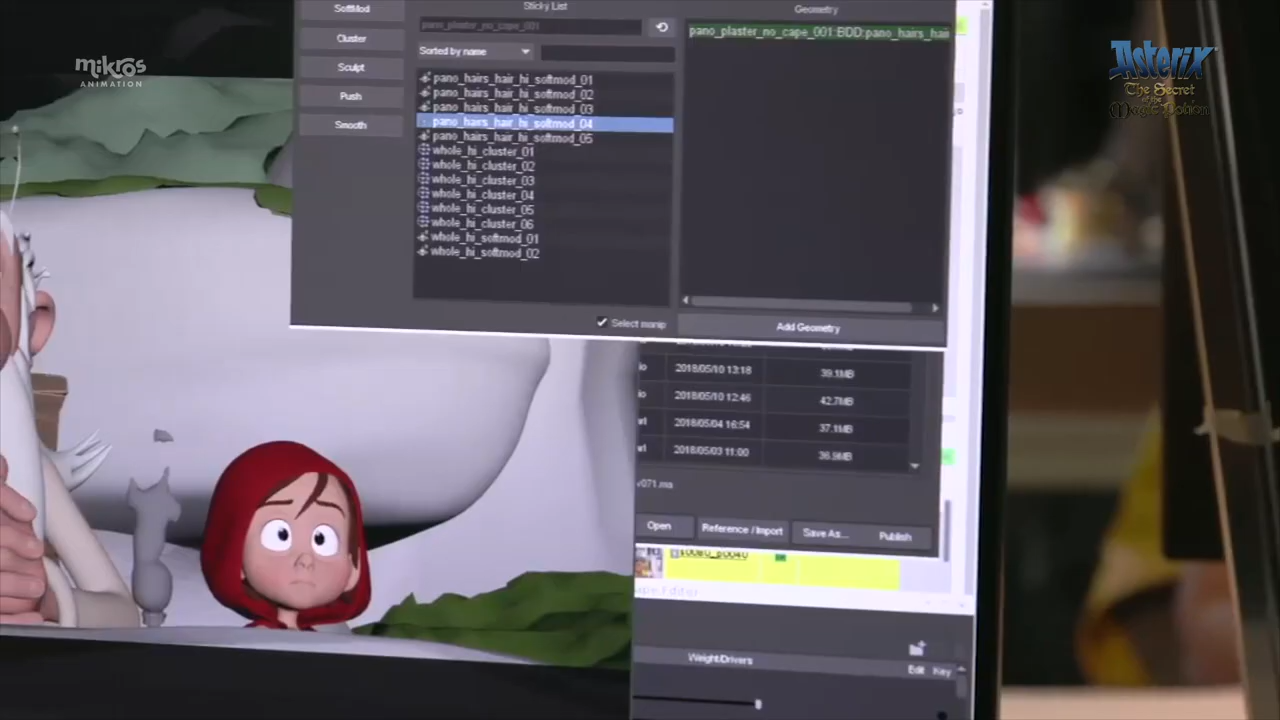 mikros
ANIMATION
Asterix
The Secret
of the
Magic Potion
SoftMod
Cluster
Sculpt
Push
Smooth
Sticky List
pano_plaster_no_cape_001
Sorted by name
pano_hairs_hair_hi_softmod_01
pano_hairs_hair_hi_softmod_02
pano_hairs_hair_hi_softmod_03
pano_hairs_hair_hi_softmod_04
pano_hairs_hair_hi_softmod_05
whole_hi_cluster_01
whole_hi_cluster_02
whole_hi_cluster_03
whole_hi_cluster_04
whole_hi_cluster_05
whole_hi_cluster_06
whole_hi_softmod_01
whole_hi_softmod_02
Select manip
Geometry
pano_plaster_no_cape_001:BDD:pano_hairs_hai
Add Geometry
2018/05/10 13:18 39.1MB
2018/05/10 12:46 42.7MB
2018/05/04 16:54 37.1MB
2018/05/03 11:00 36.9MB
v071.ma
Open Reference / Import Save As... Publish
Weight/Drivers
Edit Key